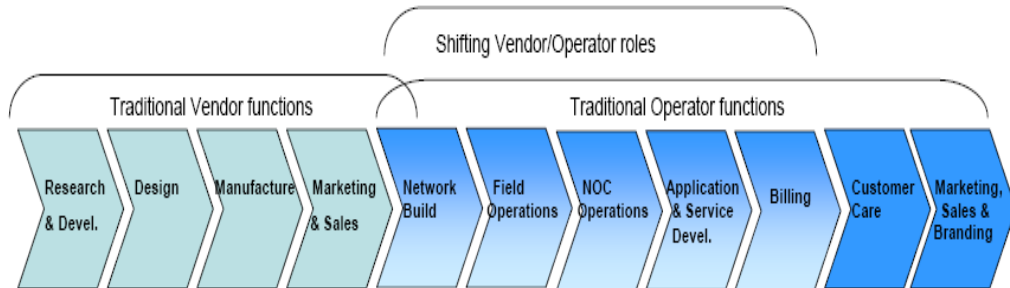 Shifting Vendor/Operator roles
Traditional Vendor functions
Traditional Operator functions
Research
& Devel.
Design
Manufacture
Marketing
& Sales
Network
Build
Field
Operations
NOC
Operations
Application
& Service
Devel.
Billing
Customer
Care
Marketing,
Sales &
Branding